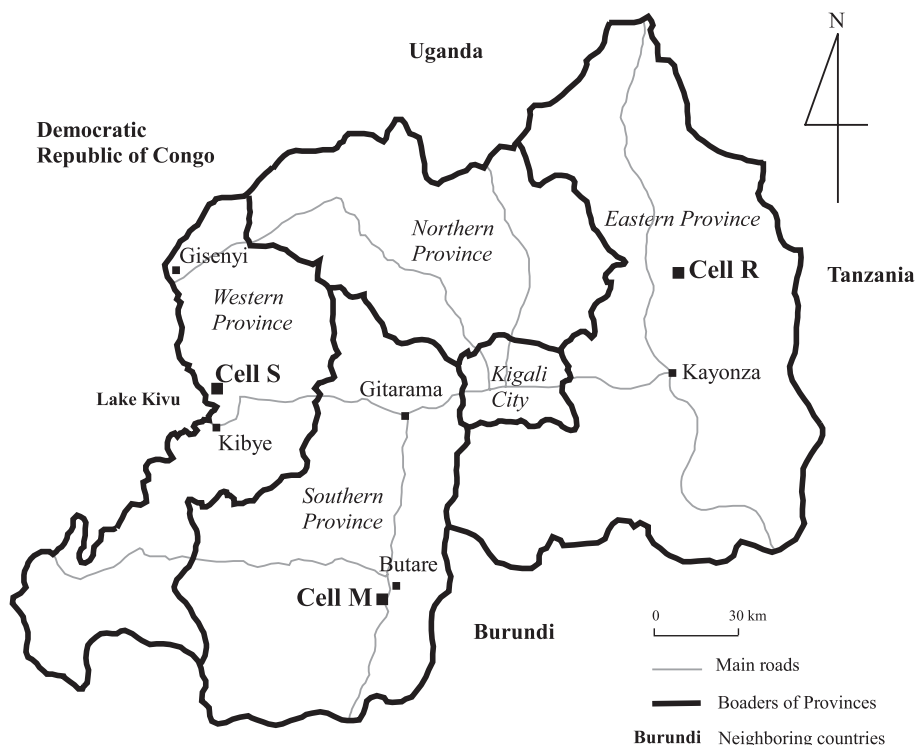 Uganda
N
Democratic
Republic of Congo
Northern
Province
Eastern Province
Gisenyi
Cell R
Tanzania
Western
Province
Cell S
Gitarama
Kigali
City
Kayonza
Lake Kivu
Kibye
Southern
Province
Butare
Cell M
Burundi
0 30 km
Main roads
Boaders of Provinces
Burundi Neighboring countries